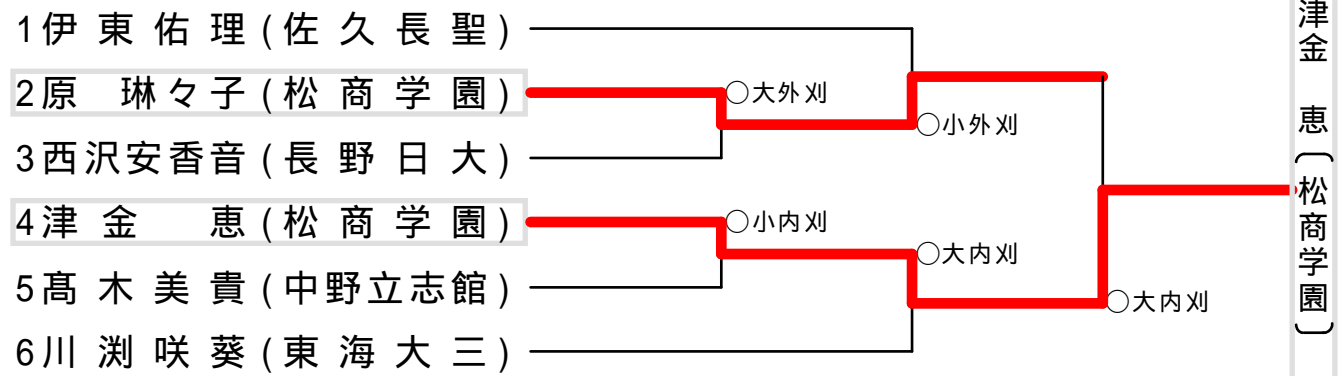 1伊東佑理(佐久長聖)
2原 琳々子(松商学園)
3西沢安香音(長野日大)
4津金 恵(松商学園)
5髙木美貴(中野立志館)
6川渕咲葵(東海大三)
○大外刈
○小内刈
○小外刈
○大内刈
○大内刈
津金 恵(松商学園)